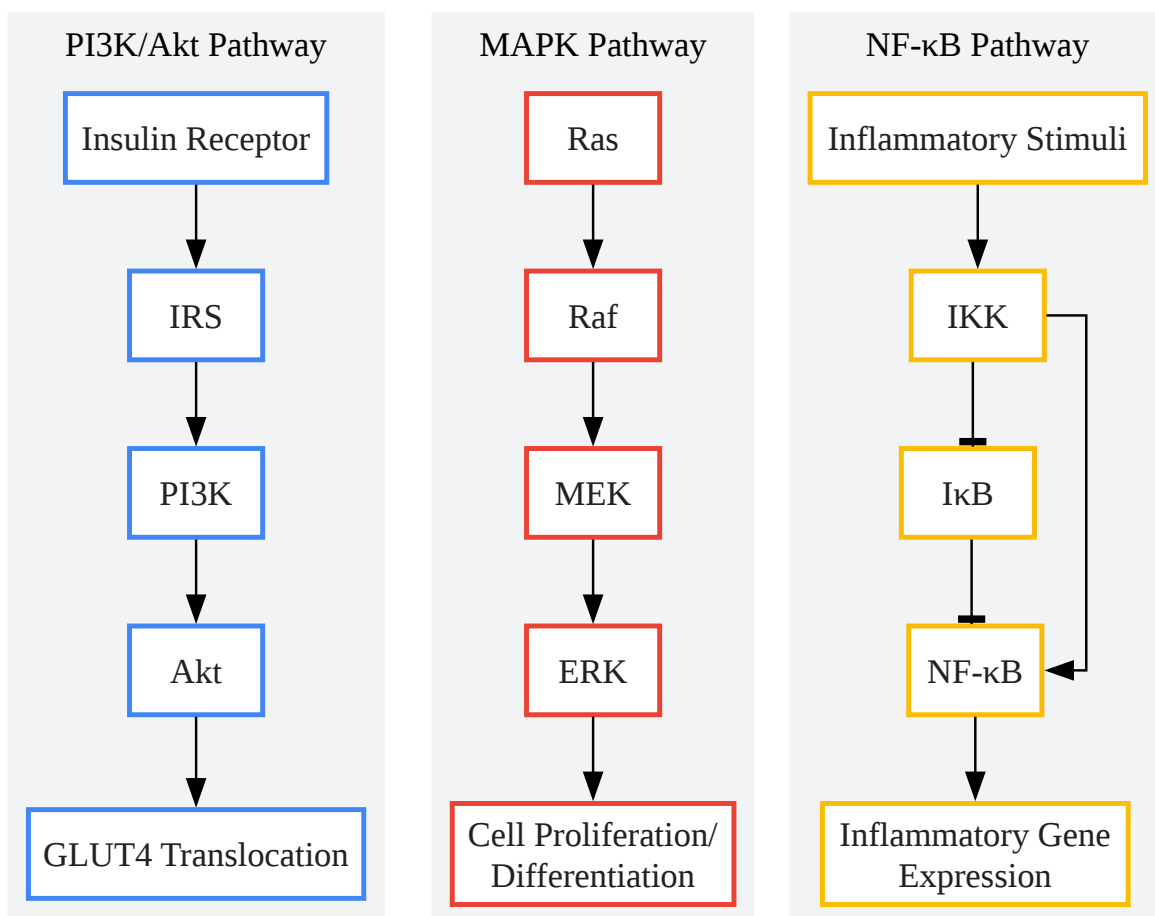 PI3K/Akt Pathway
Insulin Receptor
IRS
PI3K
Akt
GLUT4 Translocation
MAPK Pathway
Ras
Raf
MEK
ERK
Cell Proliferation/
Differentiation
NF-κB Pathway
Inflammatory Stimuli
IKK
IκB
NF-κB
Inflammatory Gene
Expression